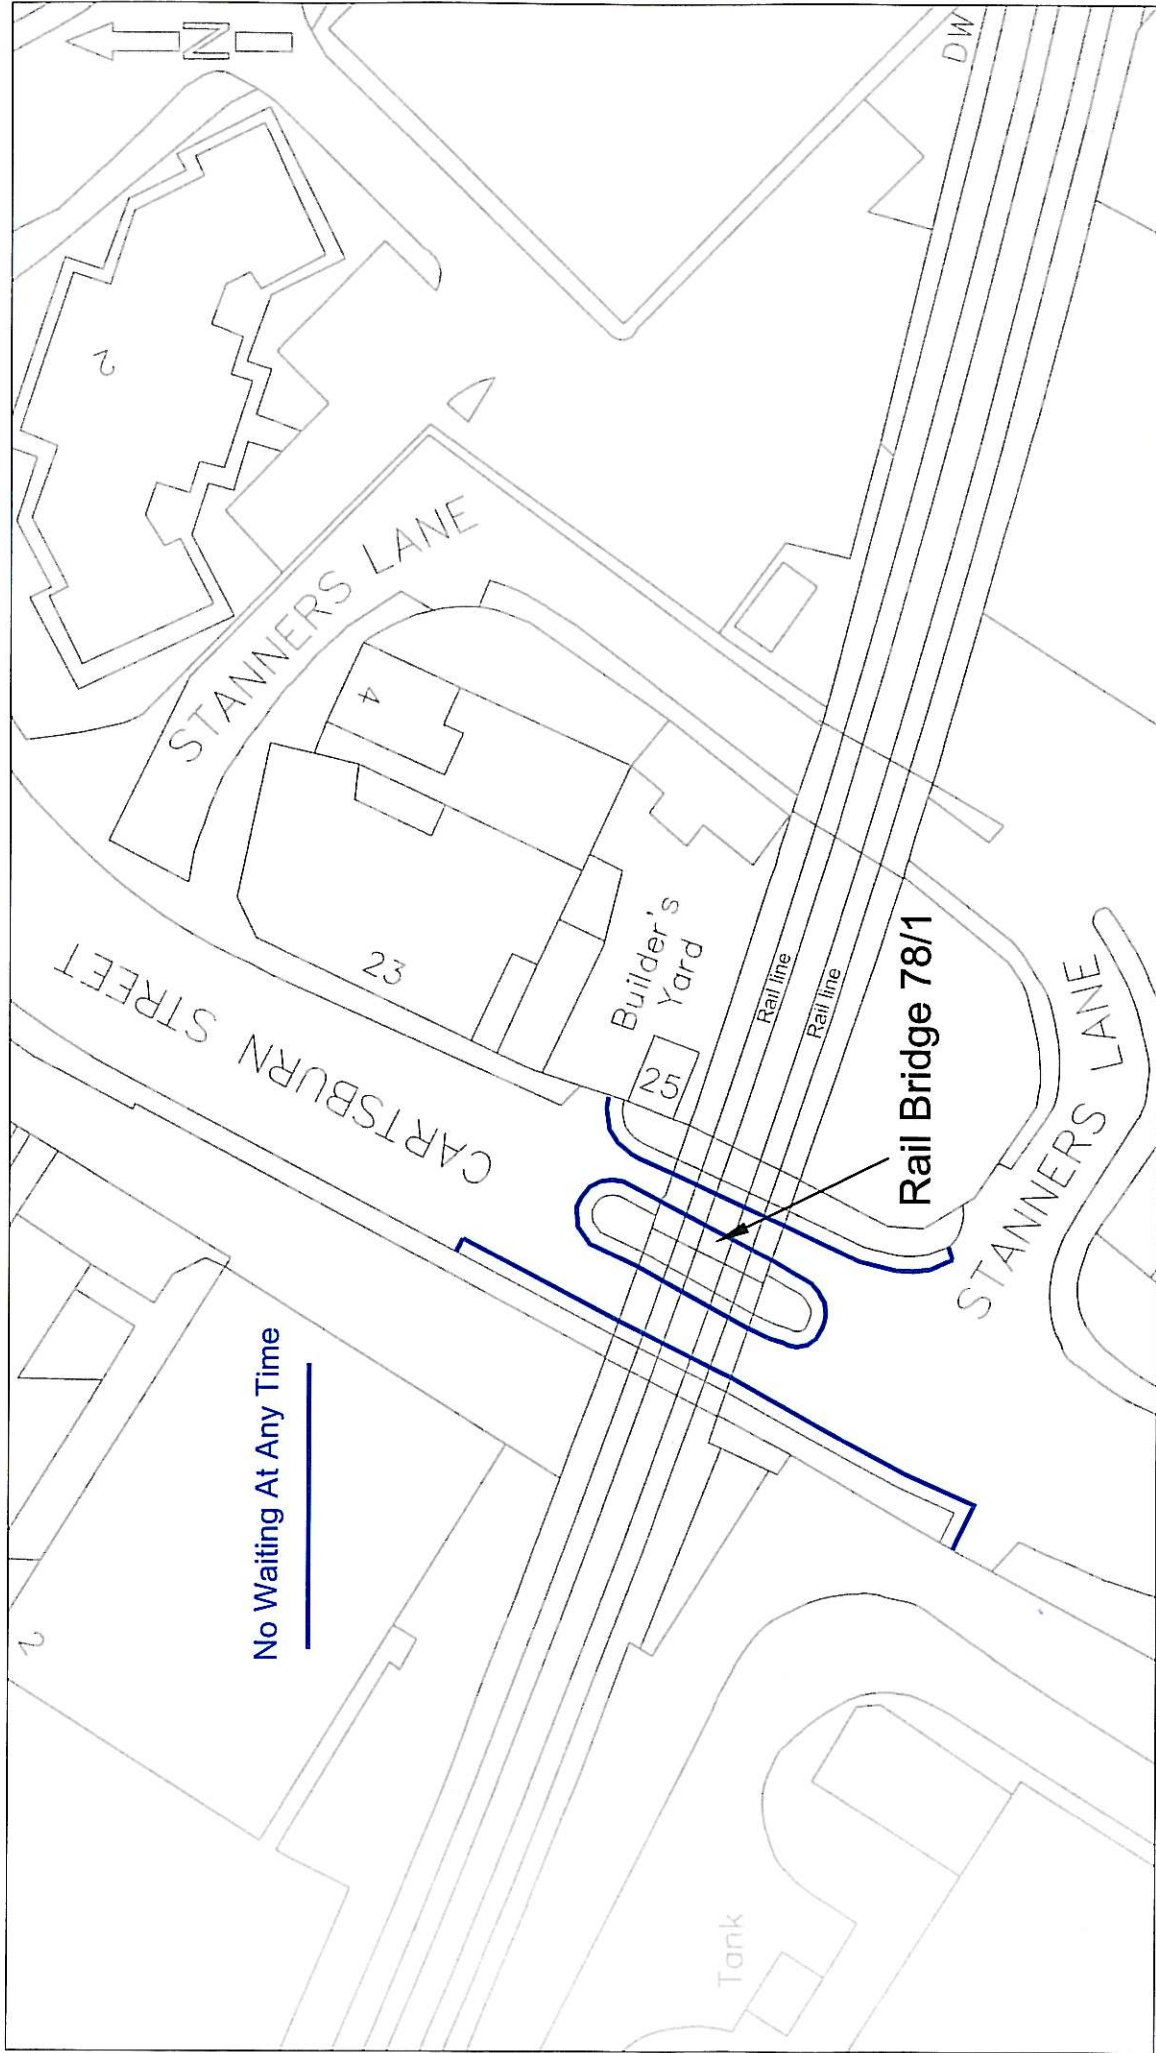 N
DW
2
STANNERS LANE
4
23
CARTSBURN STREET
Builder's
Yard
25
Rail line
Rail line
Rail Bridge 78/1
STANNERS LANE
No Waiting At Any Time
2
Tank